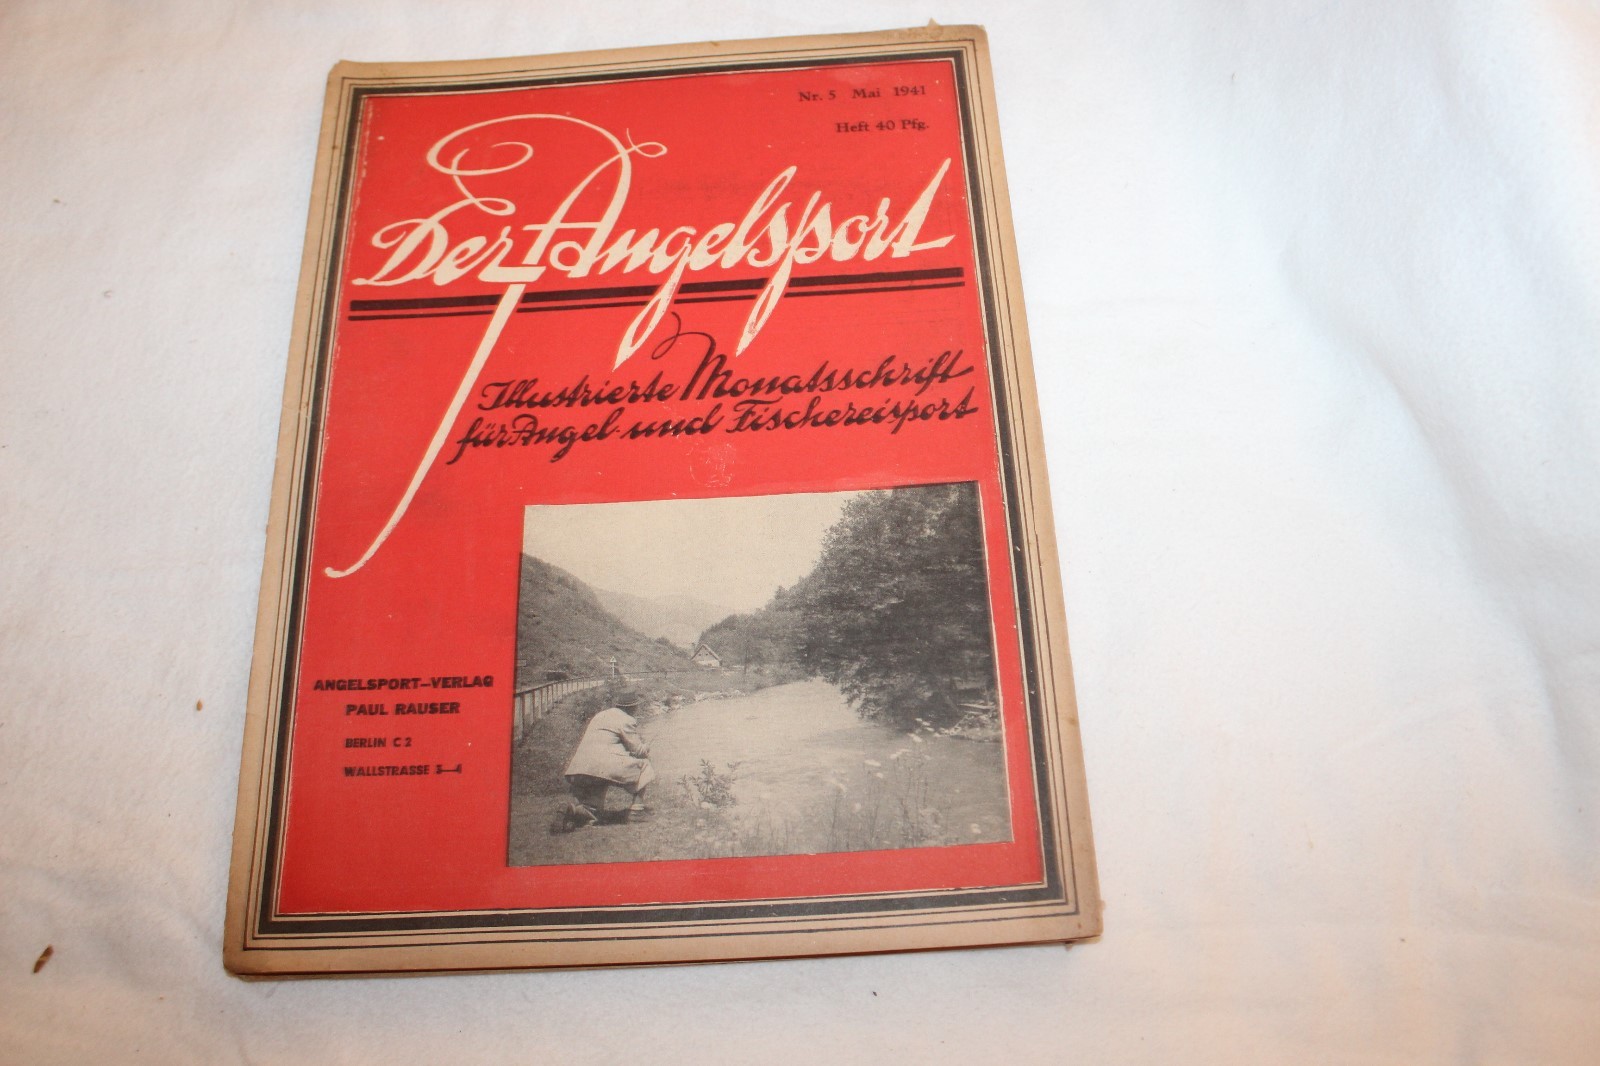 Nr. 5 Mai 1941
Heft 40 Pfg.
Der Angelsport
Illustrierte Monatsschrift
für Angel- und Fischereisport
ANGELSPORT-VERLAG
PAUL RAUSER
BERLIN C 2
WALLSTRASSE 3—4